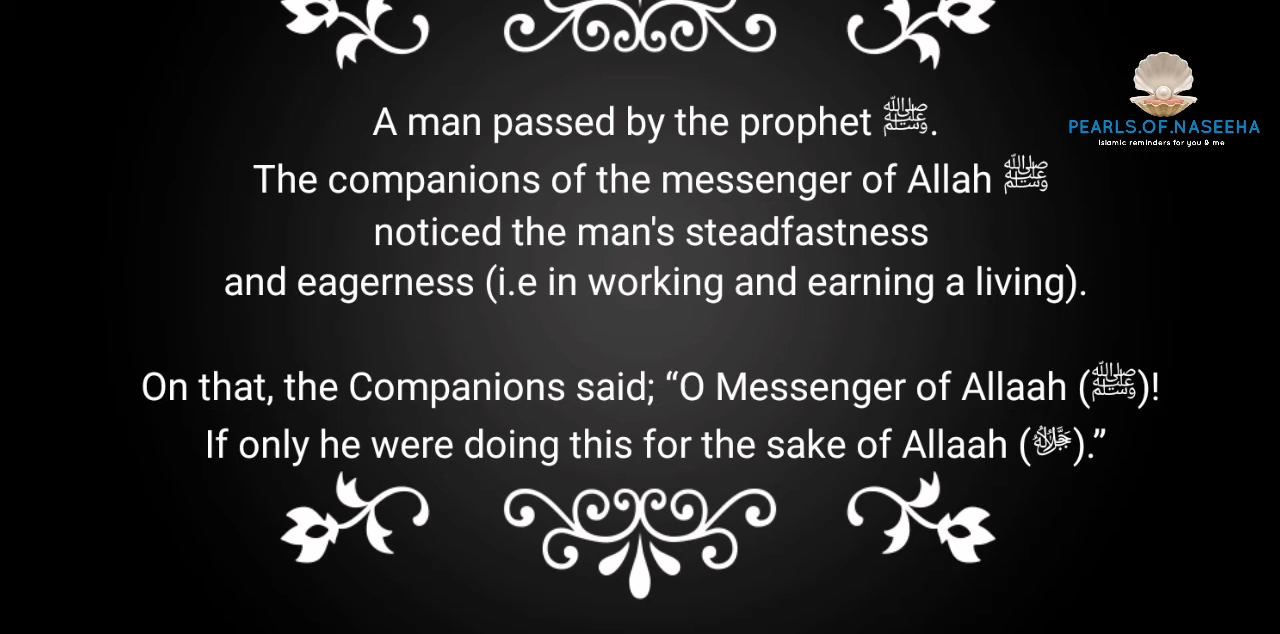 A man passed by the prophet ﷺ.
PEARLS.OF.NASEEHA
Islamic reminders for you & me
The companions of the messenger of Allah ﷺ
noticed the man's steadfastness
and eagerness (i.e in working and earning a living).
On that, the Companions said; “O Messenger of Allaah (ﷺ)!
If only he were doing this for the sake of Allaah (ﷻ).”